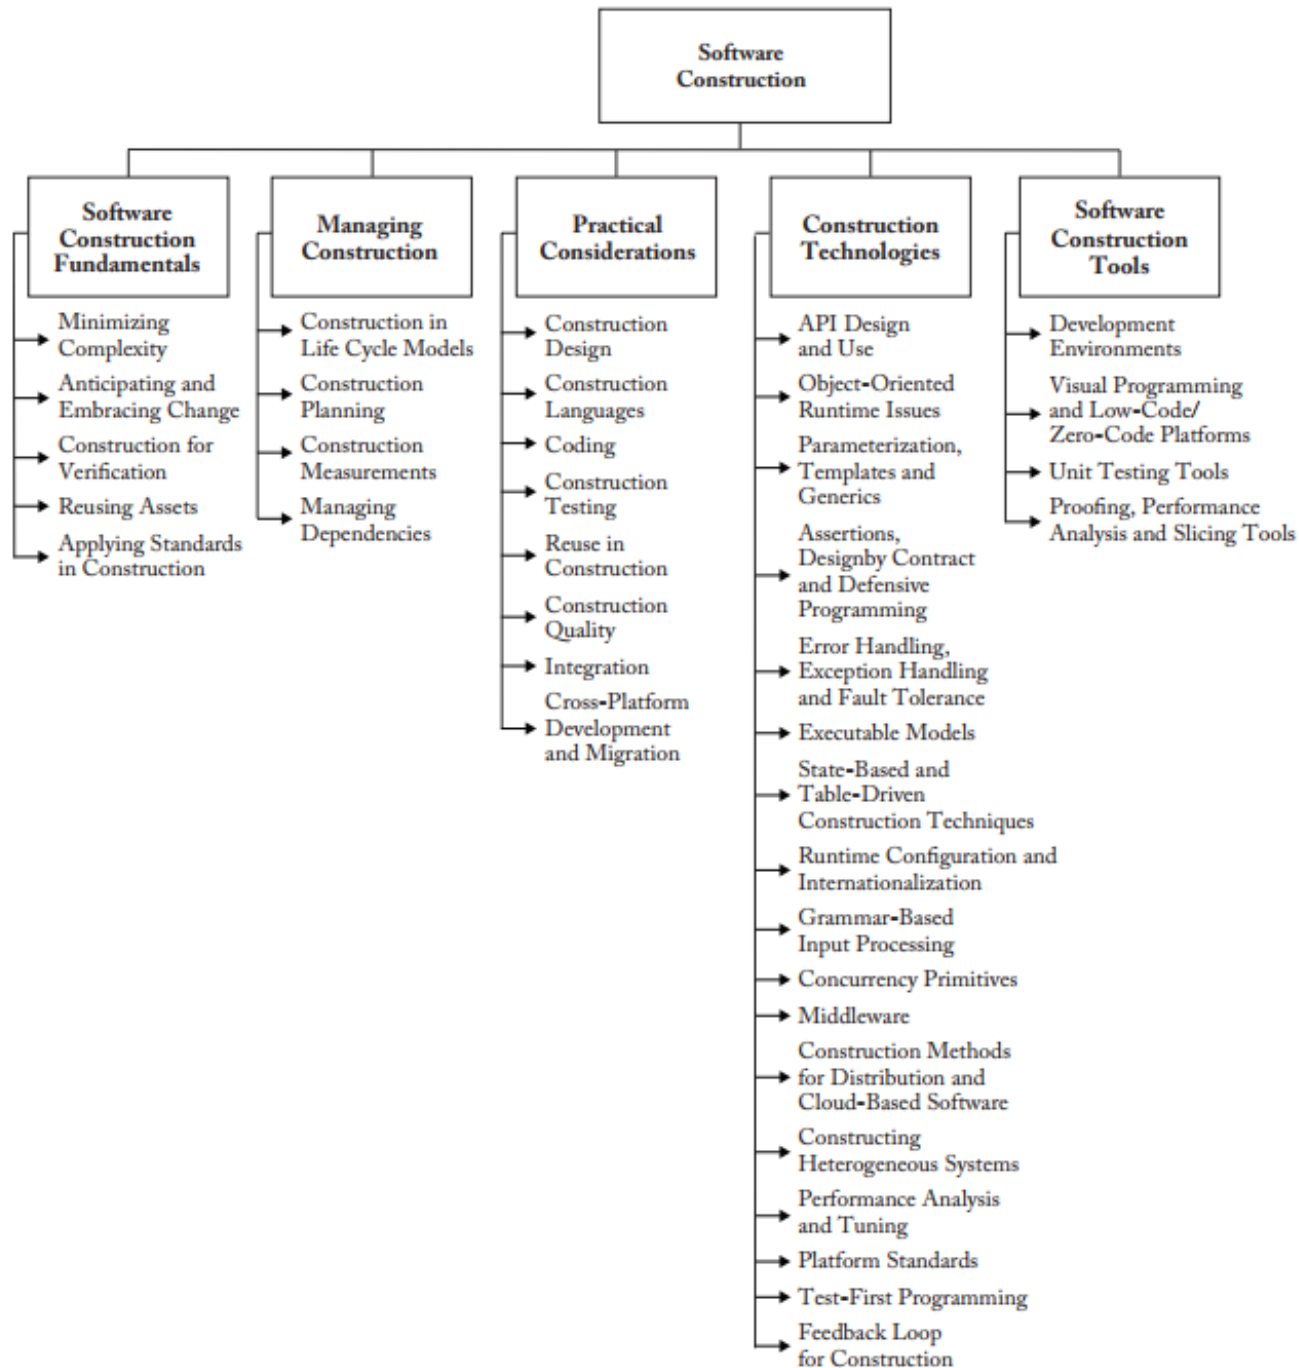 Software
Construction
Software
Construction
Fundamentals
Minimizing
Complexity
Anticipating and
Embracing Change
Construction for
Verification
Reusing Assets
Applying Standards
in Construction
Managing
Construction
Construction in
Life Cycle Models
Construction
Planning
Construction
Measurements
Managing
Dependencies
Practical
Considerations
Construction
Design
Construction
Languages
Coding
Construction
Testing
Reuse in
Construction
Construction
Quality
Integration
Cross-Platform
Development
and Migration
Construction
Technologies
API Design
and Use
Object-Oriented
Runtime Issues
Parameterization,
Templates and
Generics
Assertions,
Designby Contract
and Defensive
Programming
Error Handling,
Exception Handling
and Fault Tolerance
Executable Models
State-Based and
Table-Driven
Construction Techniques
Runtime Configuration and
Internationalization
Grammar-Based
Input Processing
Concurrency Primitives
Middleware
Construction Methods
for Distribution and
Cloud-Based Software
Constructing
Heterogeneous Systems
Performance Analysis
and Tuning
Platform Standards
Test-First Programming
Feedback Loop
for Construction
Software
Construction
Tools
Development
Environments
Visual Programming
and Low-Code/
Zero-Code Platforms
Unit Testing Tools
Proofing, Performance
Analysis and Slicing Tools